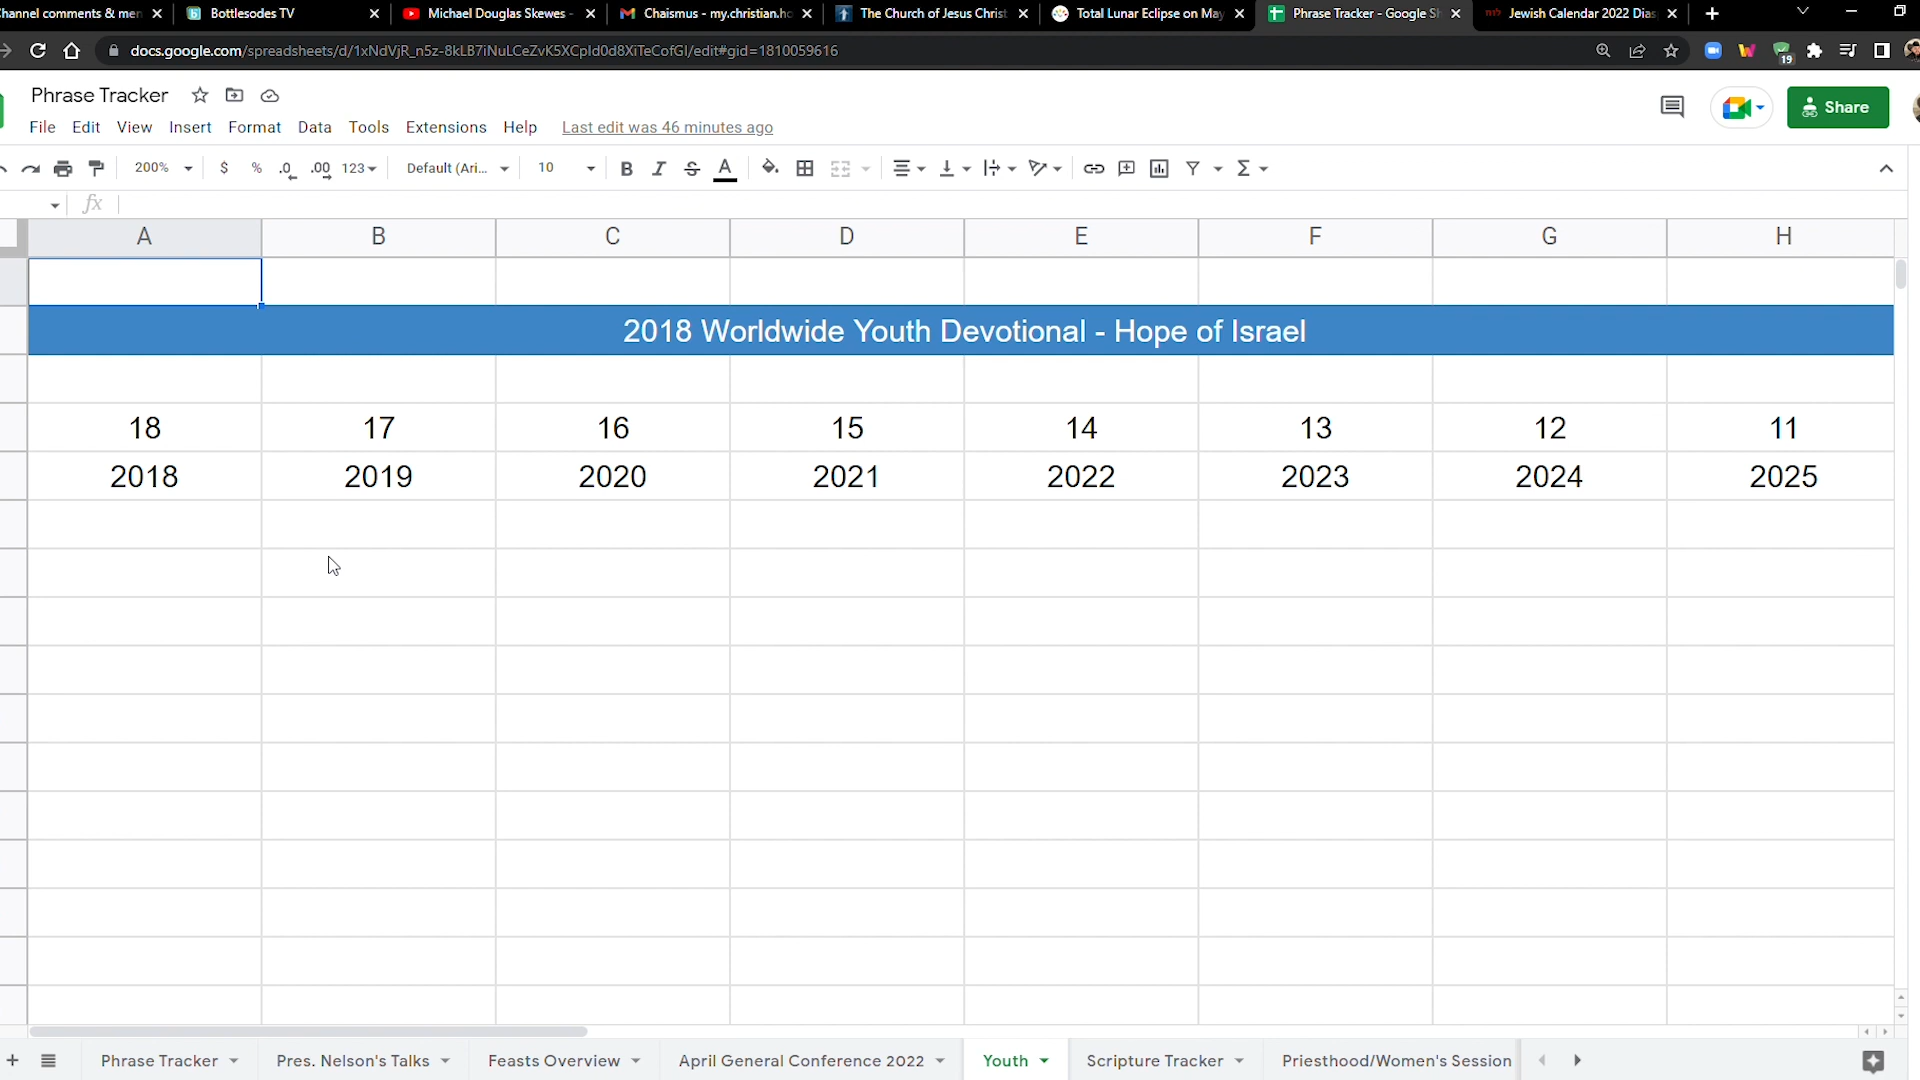 hannel comments & men
Bottlesodes TV
Michael Douglas Skewes -
Chaismus - my.christian.ho
The Church of Jesus Christ
Total Lunar Eclipse on May
Phrase Tracker - Google Sh
Jewish Calendar 2022 Dias
docs.google.com/spreadsheets/d/1xNdVjR_n5z-8kLB7iNuLCeZvK5XCpId0d8XiTeCofGI/edit#gid=1810059616
19
Phrase Tracker
Share
File Edit View Insert Format Data Tools Extensions Help Last edit was 46 minutes ago
200% $ % .0 .00 123 Default (Ari... 10 B I S A Σ
fx
A B C D E F G H
2018 Worldwide Youth Devotional - Hope of Israel
18 17 16 15 14 13 12 11
2018 2019 2020 2021 2022 2023 2024 2025
Phrase Tracker Pres. Nelson's Talks Feasts Overview April General Conference 2022 Youth Scripture Tracker Priesthood/Women's Session